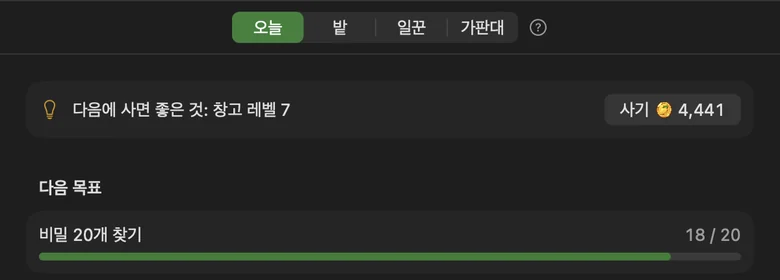 오늘 밭 일꾼 가판대 ?
다음에 사면 좋은 것: 창고 레벨 7 사기 4,441
다음 목표
비밀 20개 찾기 18 / 20